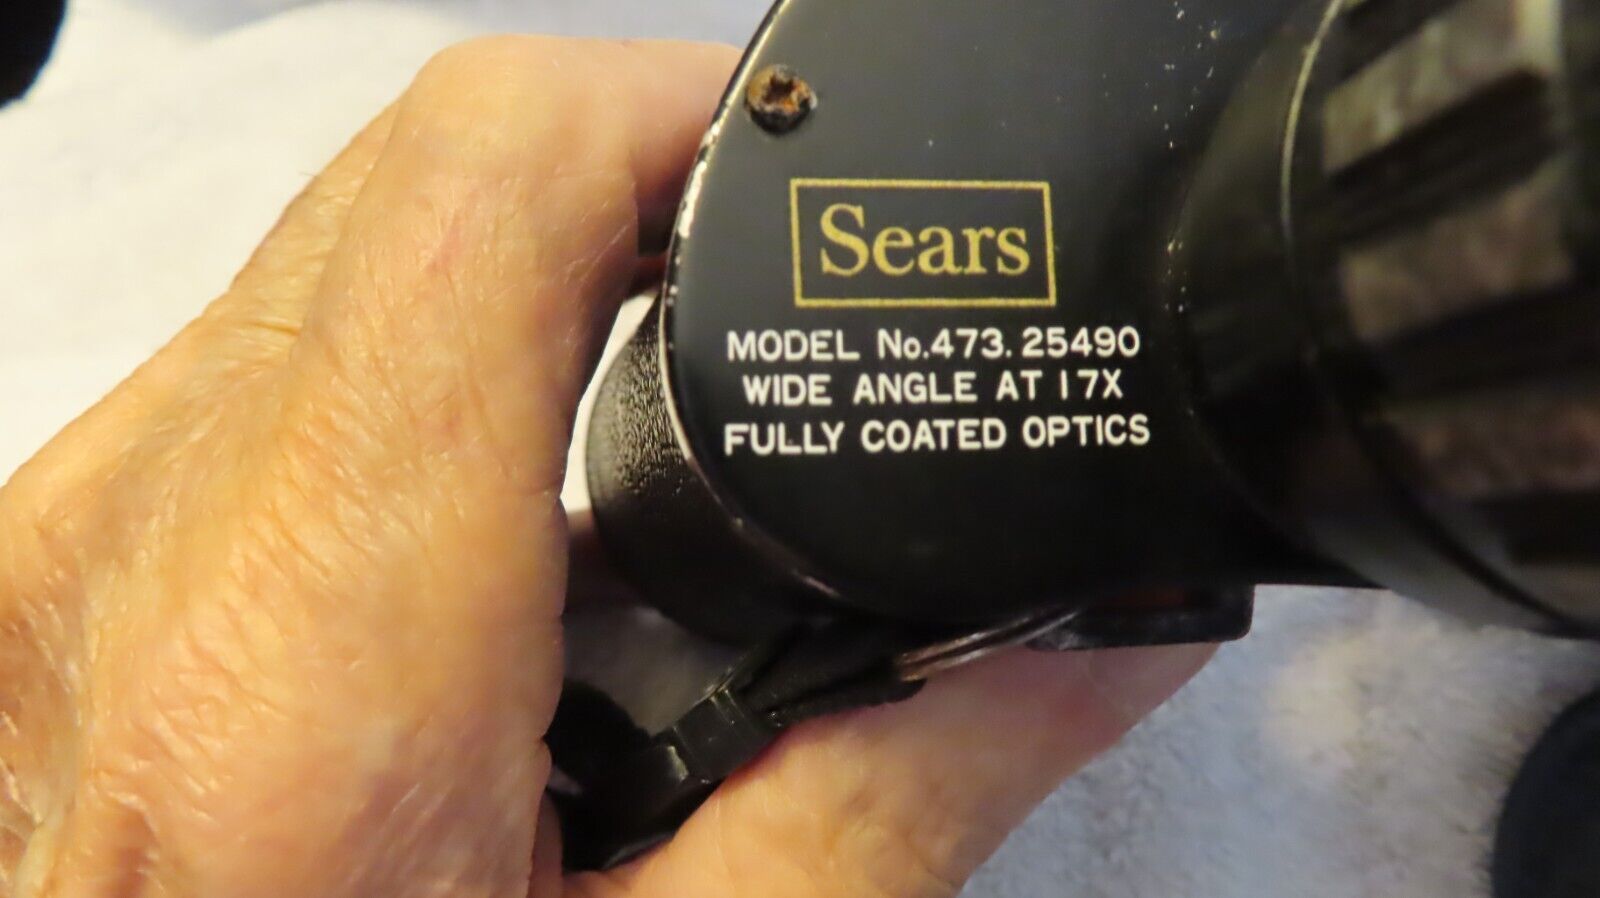 Sears
MODEL No.473.25490
WIDE ANGLE AT 17X
FULLY COATED OPTICS